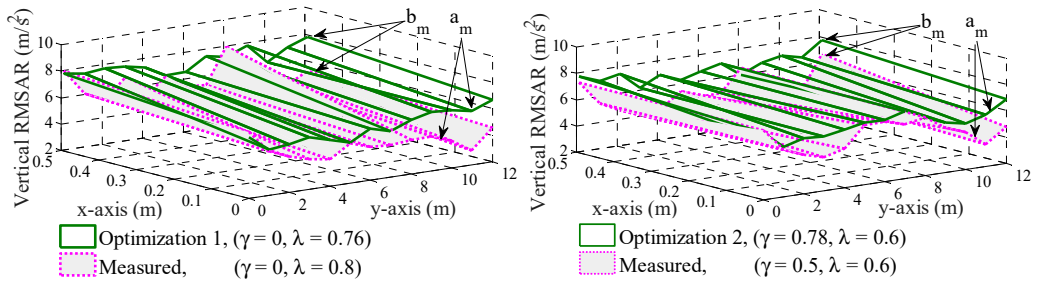 Vertical RMSAR (m/s²)
10
8
6
4
2
0.5
0.4
0.3
0.2
0.1
0
x-axis (m)
0
2
4
6
8
10
12
y-axis (m)
b
m
a
m
Optimization 1, (γ = 0, λ = 0.76)
Measured, (γ = 0, λ = 0.8)
Vertical RMSAR (m/s²)
10
8
6
4
2
0.5
0.4
0.3
0.2
0.1
0
x-axis (m)
0
2
4
6
8
10
12
y-axis (m)
b
m
a
m
Optimization 2, (γ = 0.78, λ = 0.6)
Measured, (γ = 0.5, λ = 0.6)